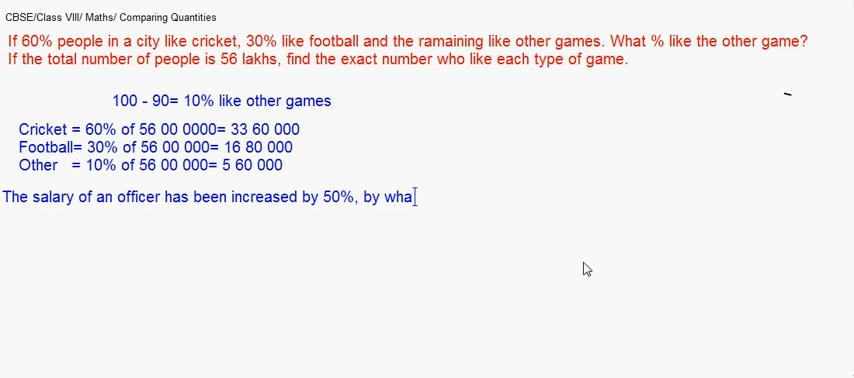 CBSE/Class VIII/ Maths/ Comparing Quantities
If 60% people in a city like cricket, 30% like football and the ramaining like other games. What % like the other game?
If the total number of people is 56 lakhs, find the exact number who like each type of game.
100 - 90= 10% like other games
Cricket = 60% of 56 00 0000= 33 60 000
Football= 30% of 56 00 000= 16 80 000
Other = 10% of 56 00 000= 5 60 000
The salary of an officer has been increased by 50%, by wha